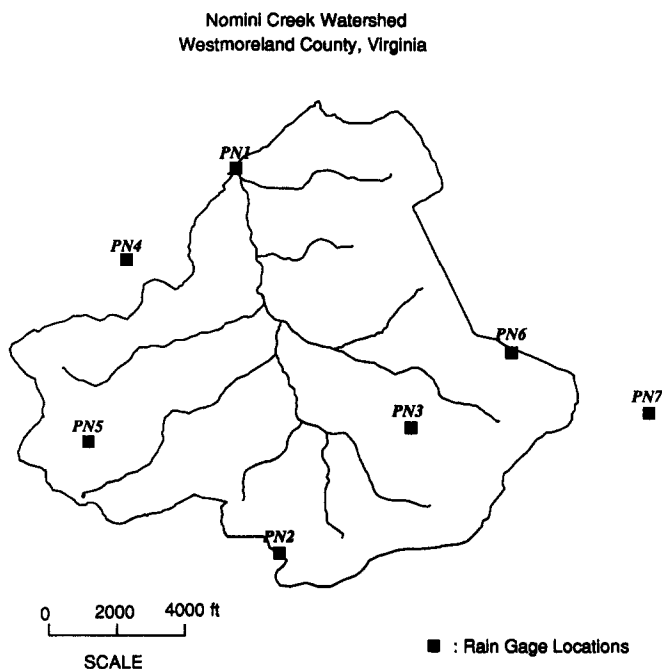 Nomini Creek Watershed
Westmoreland County, Virginia
PN1
PN4
PN6
PN7
PN3
PN5
PN2
0 2000 4000 ft
SCALE
: Rain Gage Locations